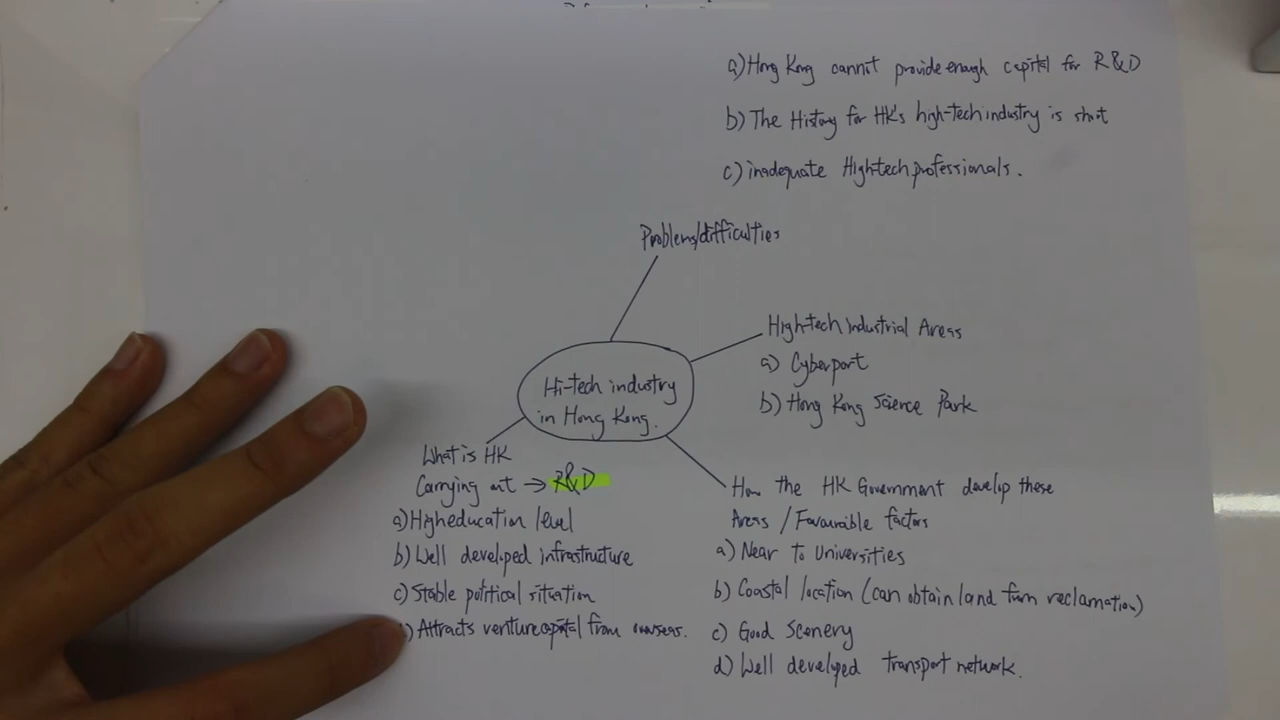 a) Hong Kong cannot provide enough capital for R&D
b) The History for HK's high-tech industry is short
c) inadequate High-tech professionals.
Problems/difficulties
High-tech Industrial Areas
a) Cyberport
b) Hong Kong Science Park
Hi-tech industry
in Hong Kong.
What is HK
Carrying out → R&D
a) High education level
b) Well developed infrastructure
c) Stable political situation
) Attracts venture capital from overseas.
How the HK Government develop these
Areas / Favourable factors
a) Near to Universities
b) Coastal location (can obtain land from reclamation)
c) Good Scenery
d) Well developed transport network.